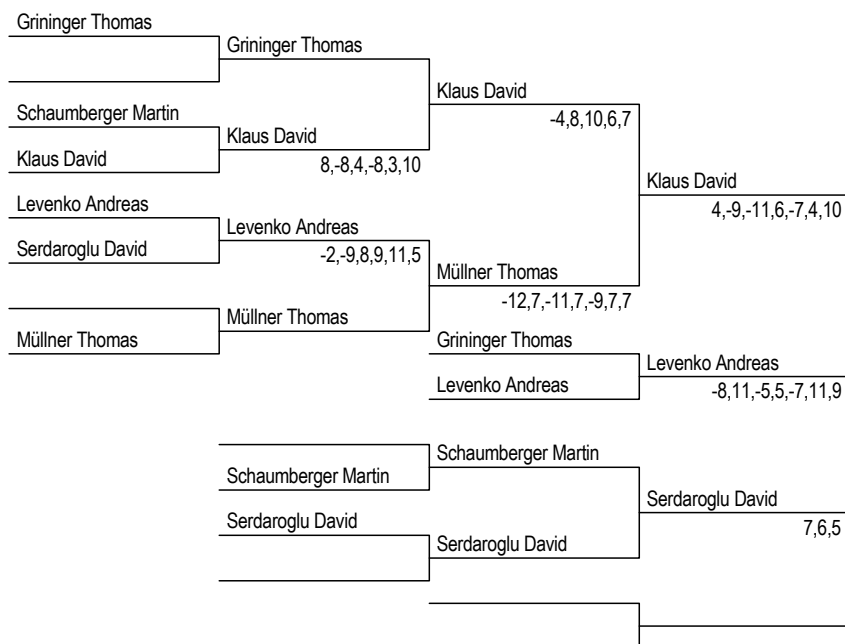 Grininger Thomas
Grininger Thomas
Klaus David
Schaumberger Martin
-4,8,10,6,7
Klaus David
Klaus David
8,-8,4,-8,3,10
Klaus David
Levenko Andreas
4,-9,-11,6,-7,4,10
Levenko Andreas
Serdaroglu David
-2,-9,8,9,11,5
Müllner Thomas
-12,7,-11,7,-9,7,7
Müllner Thomas
Müllner Thomas
Grininger Thomas
Levenko Andreas
Levenko Andreas
-8,11,-5,5,-7,11,9
Schaumberger Martin
Schaumberger Martin
Serdaroglu David
Serdaroglu David
7,6,5
Serdaroglu David